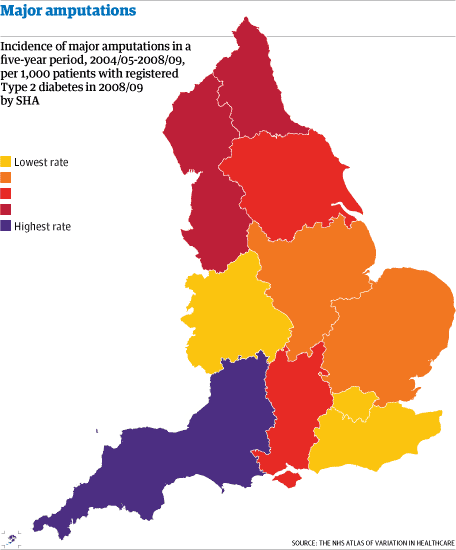 Major amputations
Incidence of major amputations in a
five-year period, 2004/05-2008/09,
per 1,000 patients with registered
Type 2 diabetes in 2008/09
by SHA
Lowest rate
Highest rate
SOURCE: THE NHS ATLAS OF VARIATION IN HEALTHCARE